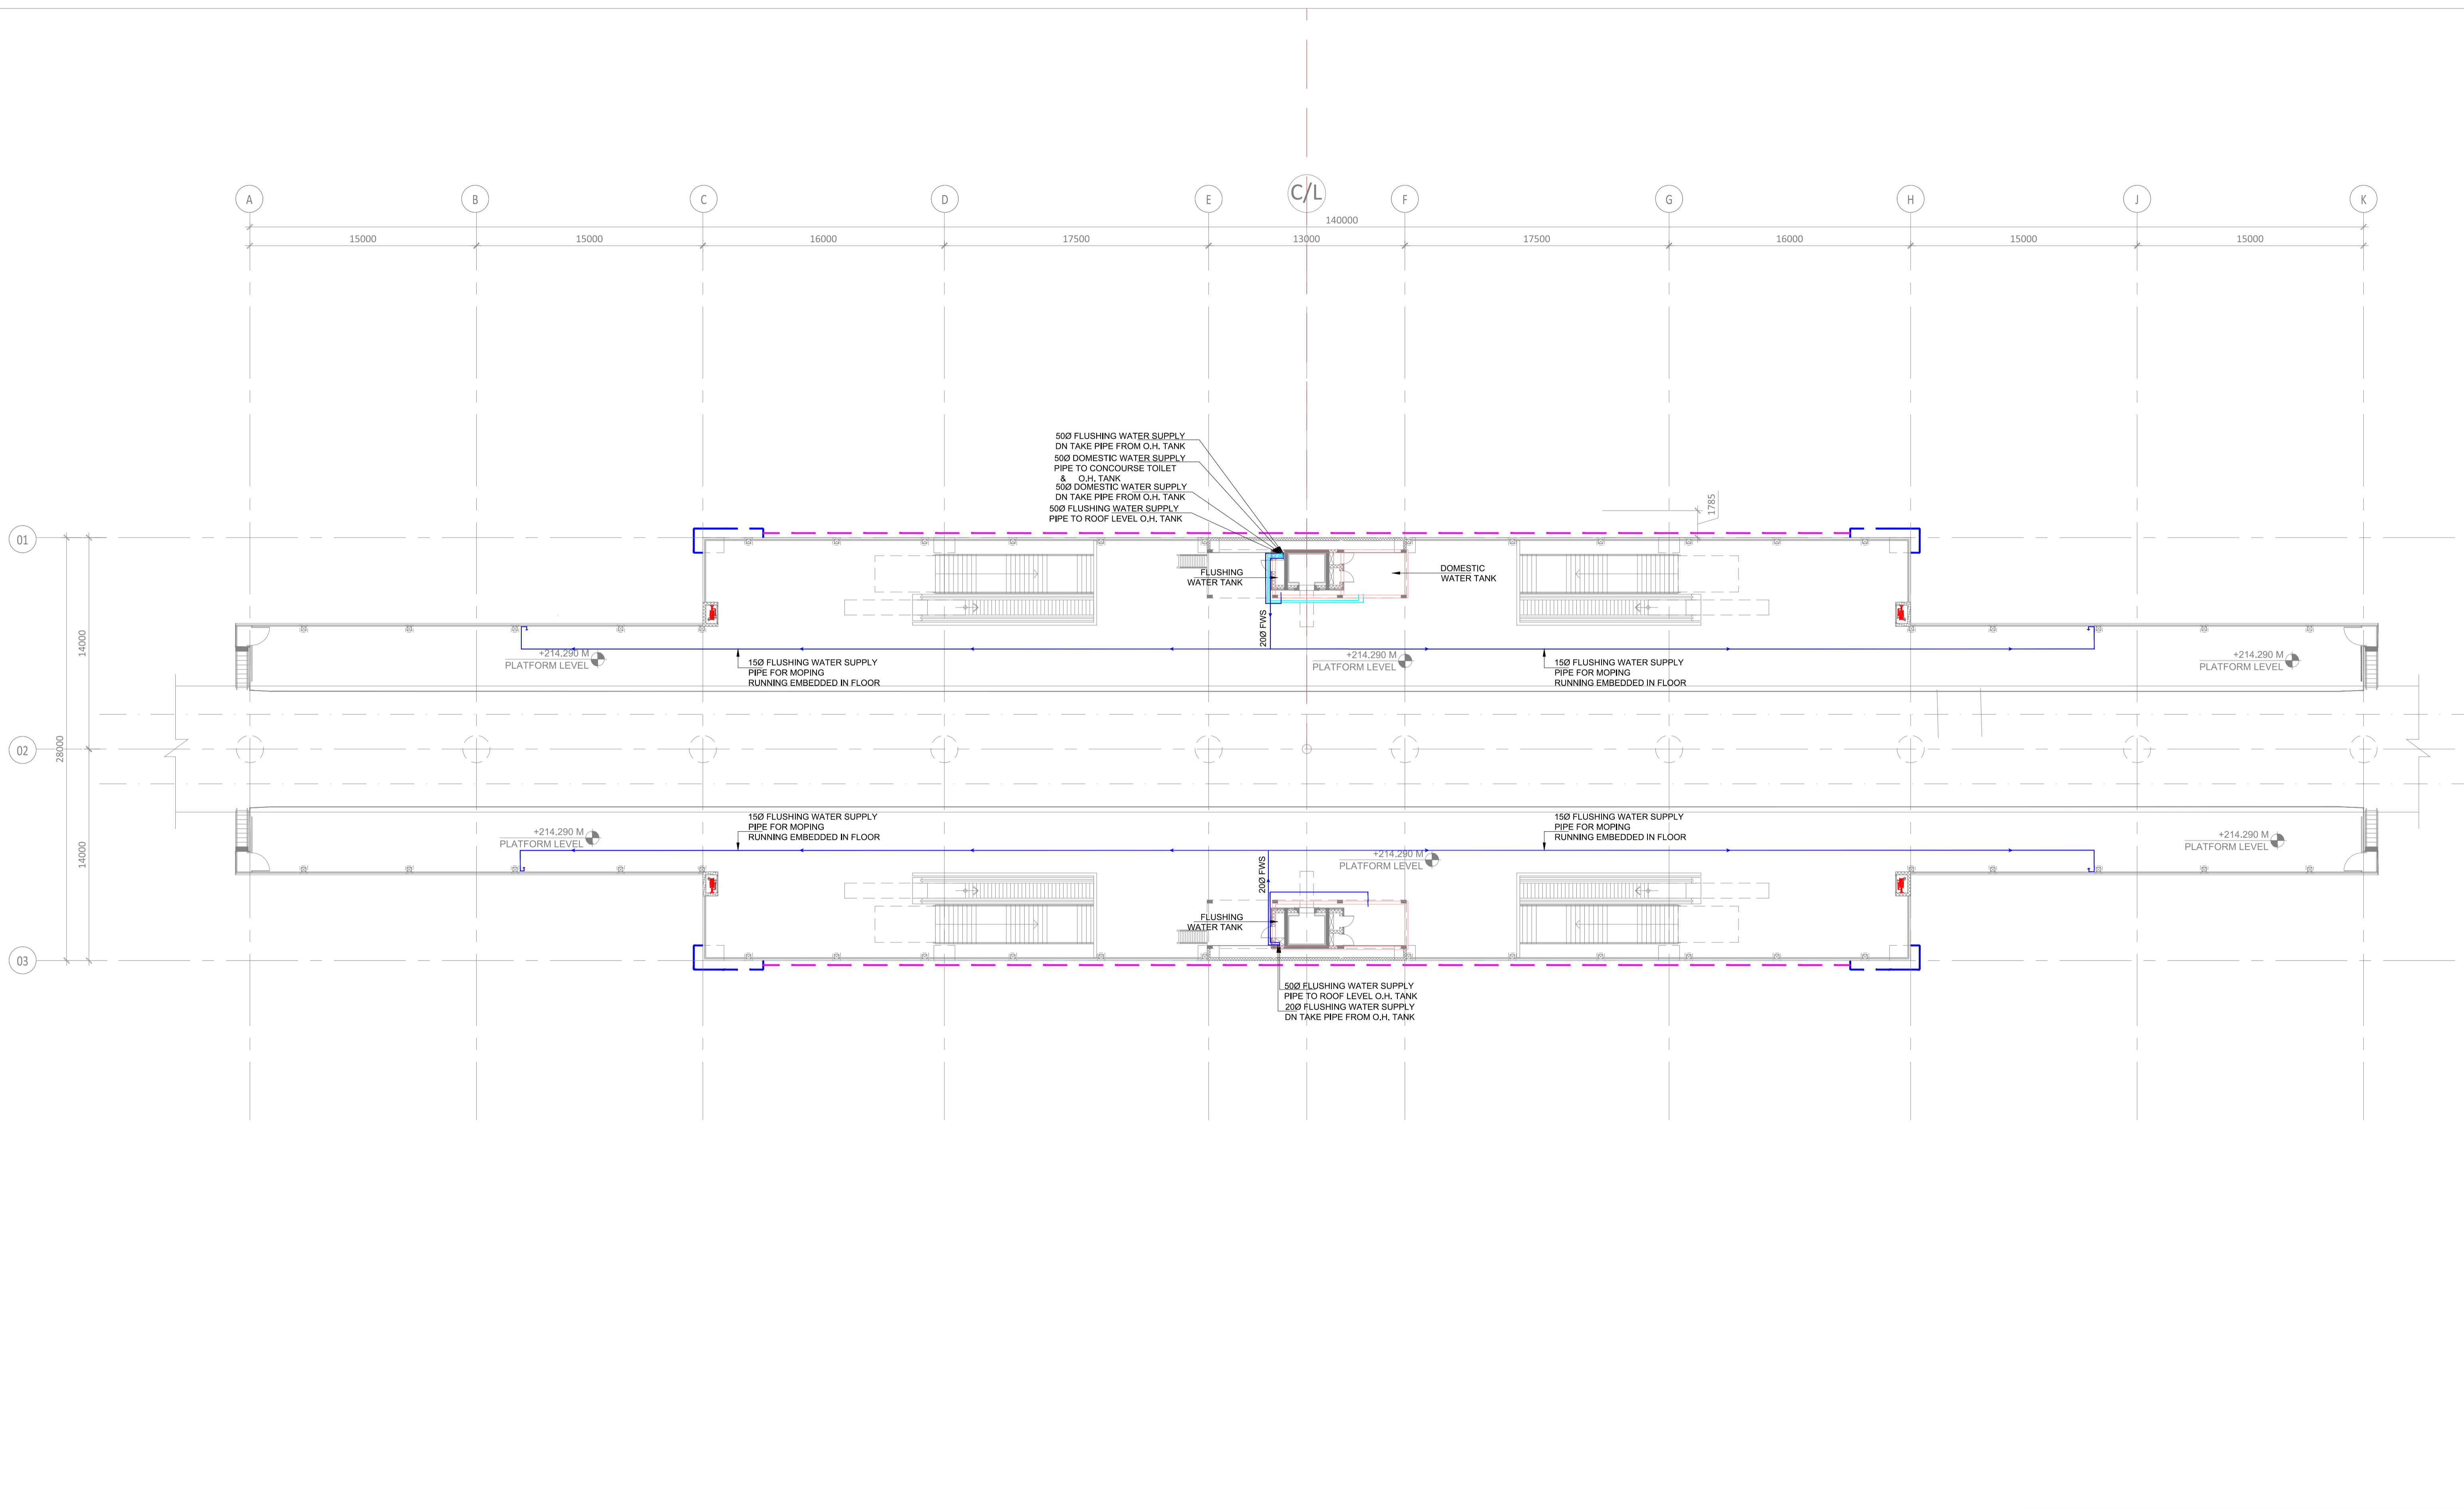 A
B
C
D
E
C/L
F
G
H
J
K
140000
15000
15000
16000
17500
13000
17500
16000
15000
15000
50Ø FLUSHING WATER SUPPLY
DN TAKE PIPE FROM O.H. TANK
50Ø DOMESTIC WATER SUPPLY
PIPE TO CONCOURSE TOILET
& O.H. TANK
50Ø DOMESTIC WATER SUPPLY
DN TAKE PIPE FROM O.H. TANK
50Ø FLUSHING WATER SUPPLY
PIPE TO ROOF LEVEL O.H. TANK
1785
01
FLUSHING
WATER TANK
DOMESTIC
WATER TANK
20Ø FWS
14000
+214.290 M
PLATFORM LEVEL
15Ø FLUSHING WATER SUPPLY
PIPE FOR MOPING
RUNNING EMBEDDED IN FLOOR
+214.290 M
PLATFORM LEVEL
15Ø FLUSHING WATER SUPPLY
PIPE FOR MOPING
RUNNING EMBEDDED IN FLOOR
+214.290 M
PLATFORM LEVEL
02
28000
14000
+214.290 M
PLATFORM LEVEL
15Ø FLUSHING WATER SUPPLY
PIPE FOR MOPING
RUNNING EMBEDDED IN FLOOR
20Ø FWS
+214.290 M
PLATFORM LEVEL
15Ø FLUSHING WATER SUPPLY
PIPE FOR MOPING
RUNNING EMBEDDED IN FLOOR
+214.290 M
PLATFORM LEVEL
FLUSHING
WATER TANK
03
50Ø FLUSHING WATER SUPPLY
PIPE TO ROOF LEVEL O.H. TANK
20Ø FLUSHING WATER SUPPLY
DN TAKE PIPE FROM O.H. TANK